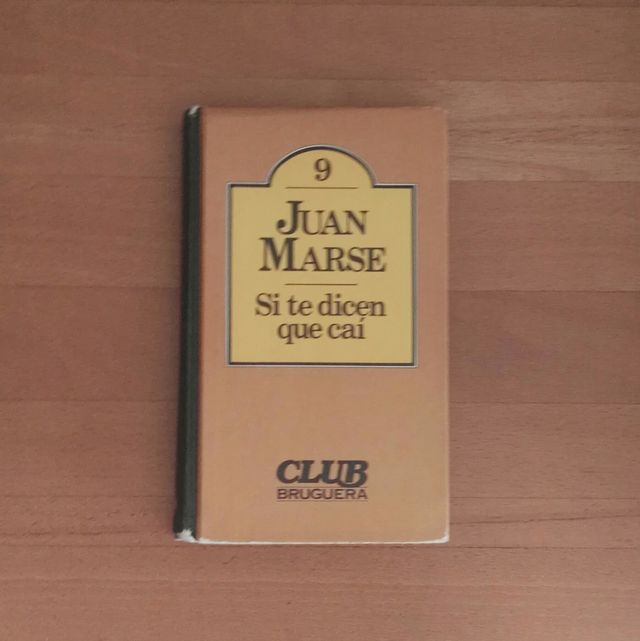 9
JUAN
MARSE
Si te dicen
que caí
CLUB
BRUGUERA